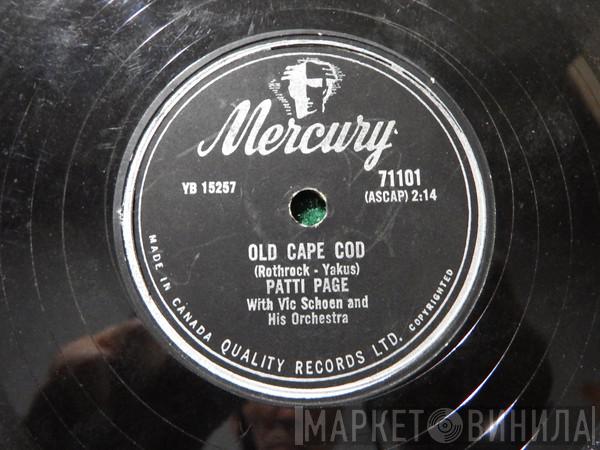 Mercury
YB 15257
71101
(ASCAP) 2:14
OLD CAPE COD
(Rothrock - Yakus)
PATTI PAGE
With Vic Schoen and
His Orchestra
MADE IN CANADA QUALITY RECORDS LTD. COPYRIGHTED
МАРКЕТ ВИНИЛА